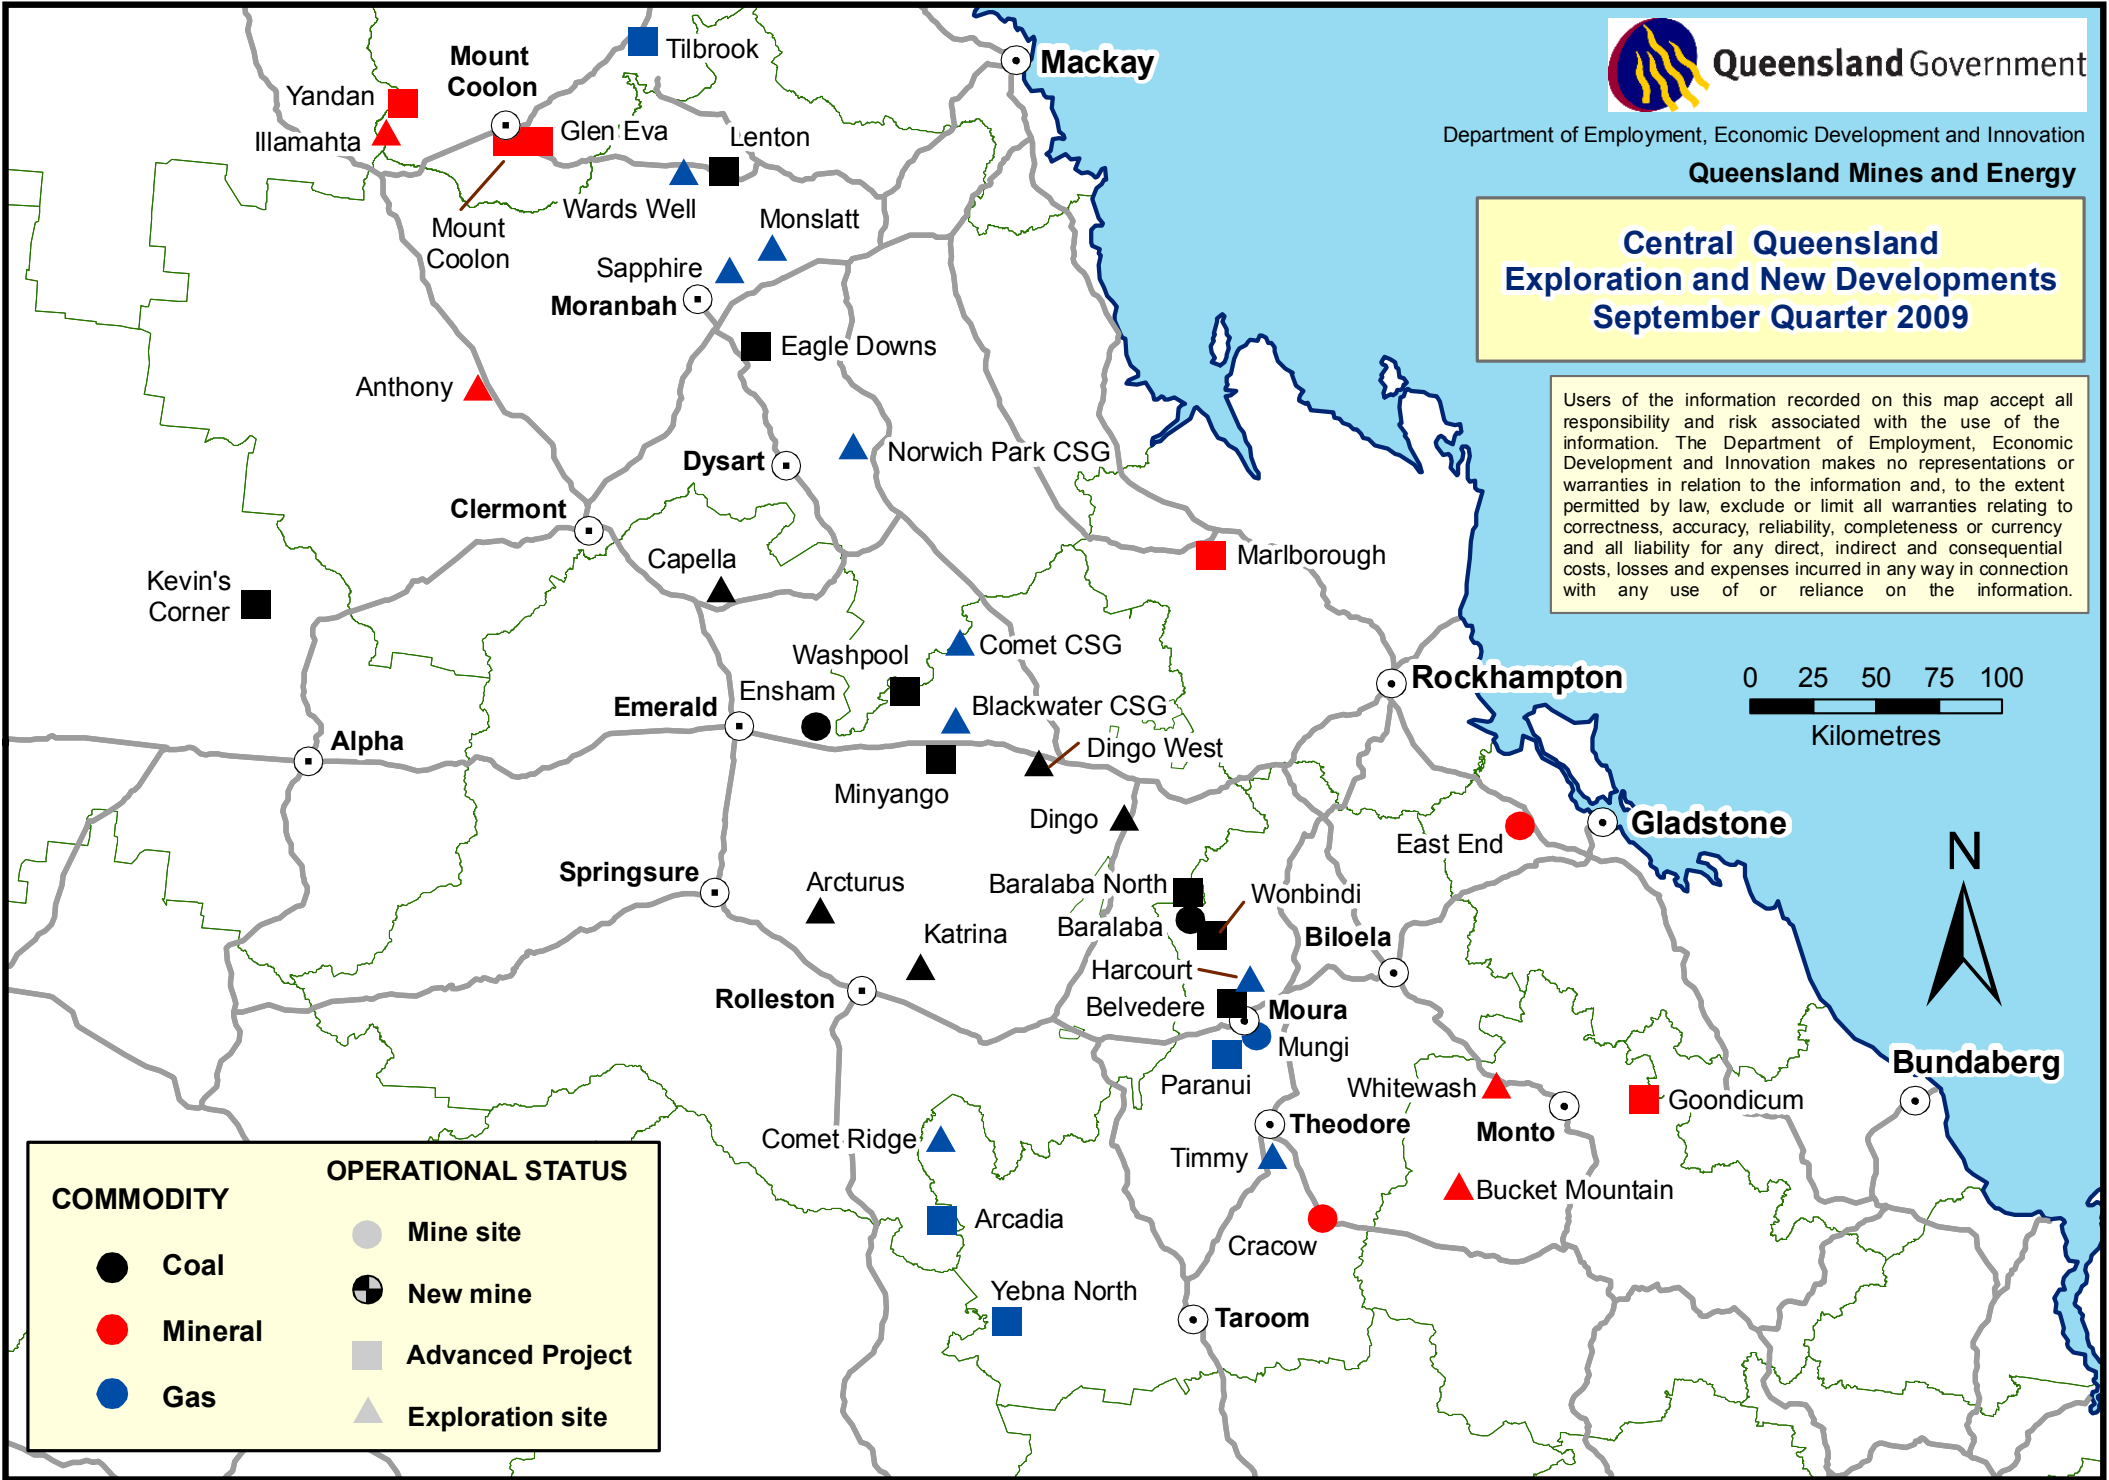 Queensland Government
Department of Employment, Economic Development and Innovation
Queensland Mines and Energy
Central Queensland
Exploration and New Developments
September Quarter 2009
Users of the information recorded on this map accept all
responsibility and risk associated with the use of the
information. The Department of Employment, Economic
Development and Innovation makes no representations or
warranties in relation to the information and, to the extent
permitted by law, exclude or limit all warranties relating to
correctness, accuracy, reliability, completeness or currency
and all liability for any direct, indirect and consequential
costs, losses and expenses incurred in any way in connection
with any use of or reliance on the information.
0 25 50 75 100
Kilometres
N
Tilbrook
Mount
Coolon
Mackay
Yandan
Illamahta
Glen Eva
Lenton
Wards Well
Mount
Coolon
Monslatt
Sapphire
Moranbah
Eagle Downs
Anthony
Norwich Park CSG
Dysart
Clermont
Capella
Marlborough
Kevin's
Corner
Comet CSG
Washpool
Rockhampton
Ensham
Emerald
Blackwater CSG
Alpha
Dingo West
Minyango
Dingo
Gladstone
East End
Springsure
Arcturus
Baralaba North
Wonbindi
Baralaba
Katrina
Biloela
Harcourt
Rolleston
Belvedere
Moura
Mungi
Paranui
Bundaberg
Whitewash
Goondicum
Theodore
Monto
Comet Ridge
Timmy
Bucket Mountain
Arcadia
Cracow
Yebna North
Taroom
COMMODITY
Coal
Mineral
Gas
OPERATIONAL STATUS
Mine site
New mine
Advanced Project
Exploration site